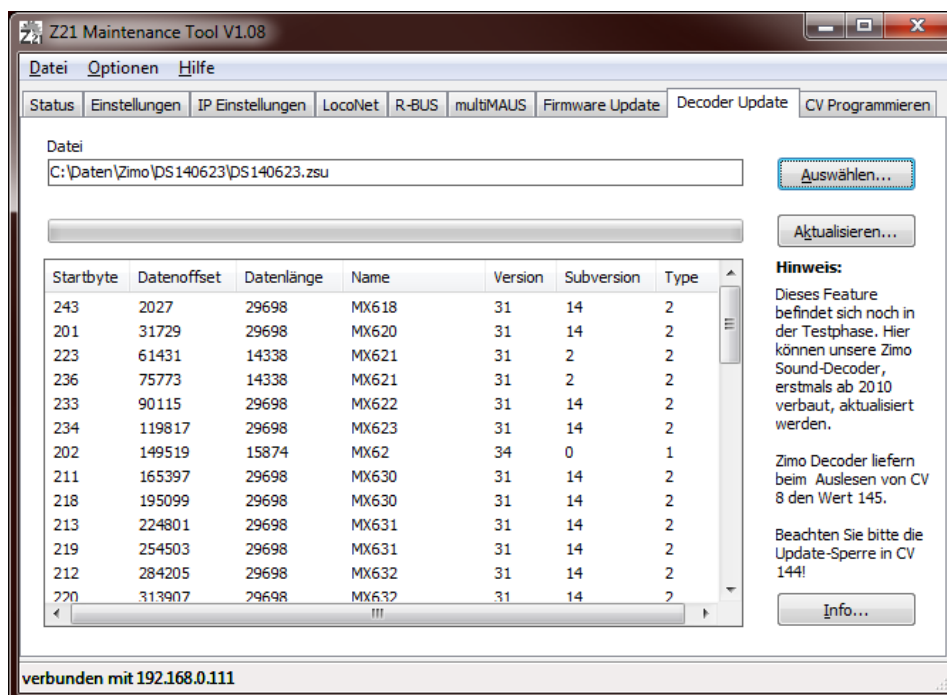 Z21 Maintenance Tool V1.08
Datei Optionen Hilfe
Status Einstellungen IP Einstellungen LocoNet R-BUS multiMAUS Firmware Update Decoder Update CV Programmieren
Datei
C:\Daten\Zimo\DS140623\DS140623.zsu
Auswählen...
Aktualisieren...
Startbyte Datenoffset Datenlänge Name Version Subversion Type
243 2027 29698 MX618 31 14 2
201 31729 29698 MX620 31 14 2
223 61431 14338 MX621 31 2 2
236 75773 14338 MX621 31 2 2
233 90115 29698 MX622 31 14 2
234 119817 29698 MX623 31 14 2
202 149519 15874 MX62 34 0 1
211 165397 29698 MX630 31 14 2
218 195099 29698 MX630 31 14 2
213 224801 29698 MX631 31 14 2
219 254503 29698 MX631 31 14 2
212 284205 29698 MX632 31 14 2
220 313907 29698 MX632 31 14 2
Hinweis:
Dieses Feature
befindet sich noch in
der Testphase. Hier
können unsere Zimo
Sound-Decoder,
erstmals ab 2010
verbaut, aktualisiert
werden.
Zimo Decoder liefern
beim Auslesen von CV
8 den Wert 145.
Beachten Sie bitte die
Update-Sperre in CV
144!
Info...
verbunden mit 192.168.0.111